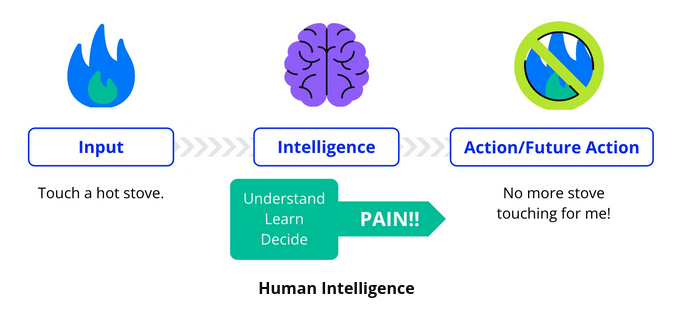 Input
Intelligence
Action/Future Action
Touch a hot stove.
Understand
Learn
Decide
PAIN!!
No more stove
touching for me!
Human Intelligence